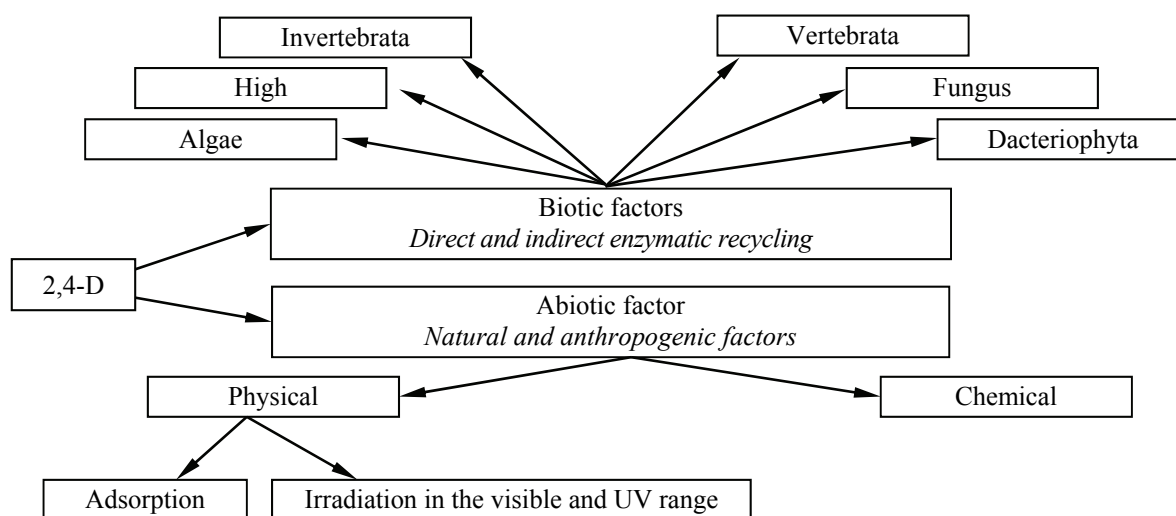 Invertebrata
Vertebrata
High
Fungus
Algae
Dacteriophyta
Biotic factors
Direct and indirect enzymatic recycling
2,4-D
Abiotic factor
Natural and anthropogenic factors
Physical
Chemical
Adsorption
Irradiation in the visible and UV range